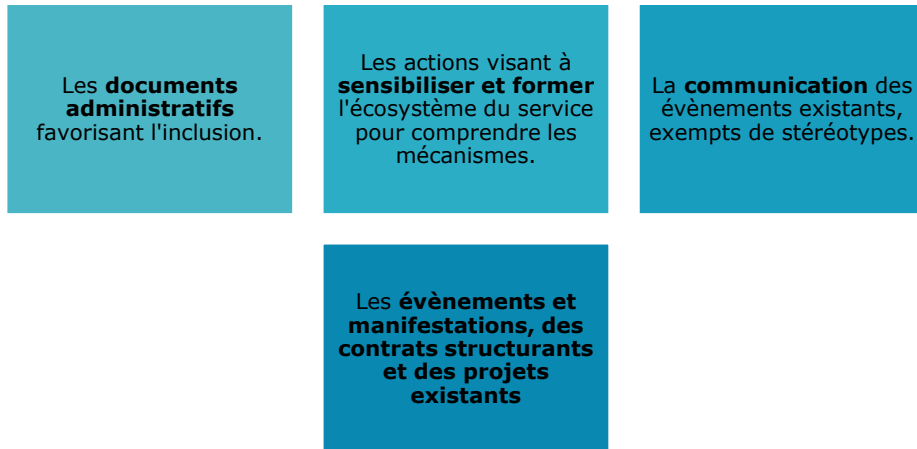 Les documents
administratifs
favorisant l'inclusion.
Les actions visant à
sensibiliser et former
l'écosystème du service
pour comprendre les
mécanismes.
La communication des
évènements existants,
exempts de stéréotypes.
Les évènements et
manifestations, des
contrats structurants
et des projets
existants